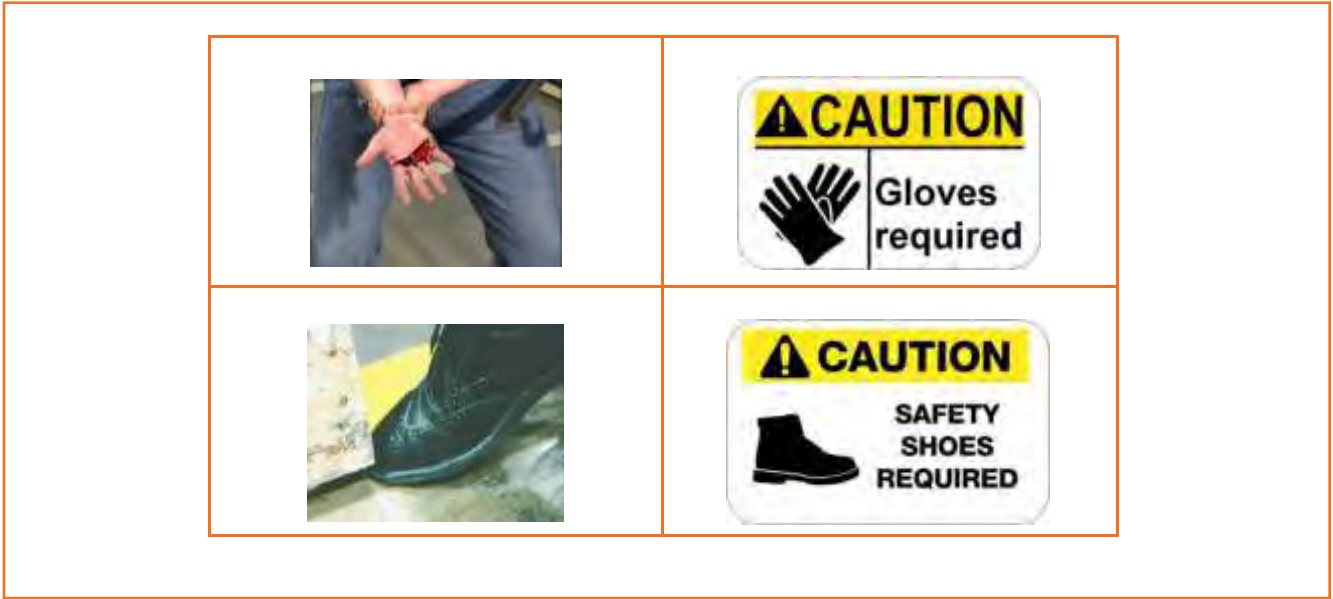 CAUTION
Gloves
required
CAUTION
SAFETY
SHOES
REQUIRED